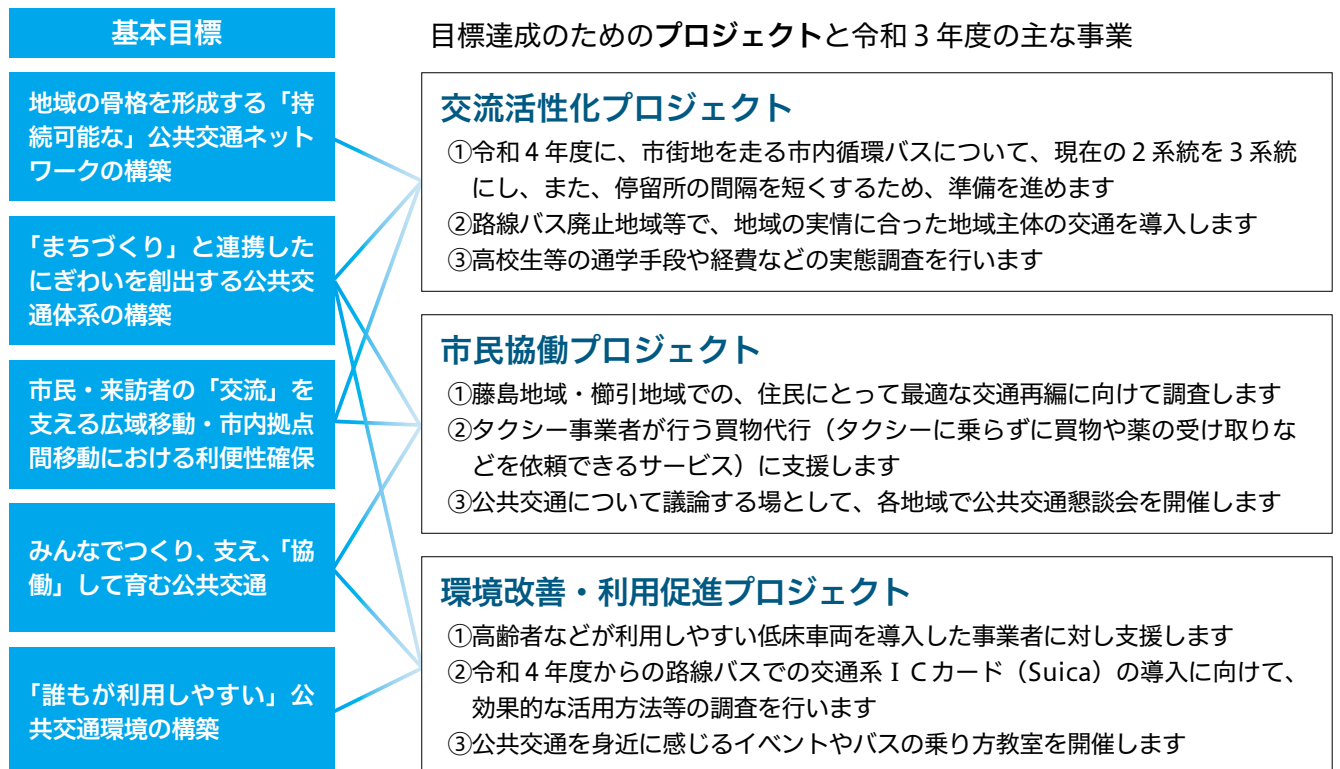 基本目標
目標達成のためのプロジェクトと令和３年度の主な事業
地域の骨格を形成する「持
続可能な」公共交通ネット
ワークの構築
「まちづくり」と連携した
にぎわいを創出する公共交
通体系の構築
市民・来訪者の「交流」を
支える広域移動・市内拠点
間移動における利便性確保
みんなでつくり、支え、「協
働」して育む公共交通
「誰もが利用しやすい」公
共交通環境の構築
交流活性化プロジェクト
①令和４年度に、市街地を走る市内循環バスについて、現在の２系統を３系統
にし、また、停留所の間隔を短くするため、準備を進めます
②路線バス廃止地域等で、地域の実情に合った地域主体の交通を導入します
③高校生等の通学手段や経費などの実態調査を行います
市民協働プロジェクト
①藤島地域・櫛引地域での、住民にとって最適な交通再編に向けて調査します
②タクシー事業者が行う買物代行（タクシーに乗らずに買物や薬の受け取りな
どを依頼できるサービス）に支援します
③公共交通について議論する場として、各地域で公共交通懇談会を開催します
環境改善・利用促進プロジェクト
①高齢者などが利用しやすい低床車両を導入した事業者に対し支援します
②令和４年度からの路線バスでの交通系ＩＣカード（Suica）の導入に向けて、
効果的な活用方法等の調査を行います
③公共交通を身近に感じるイベントやバスの乗り方教室を開催します